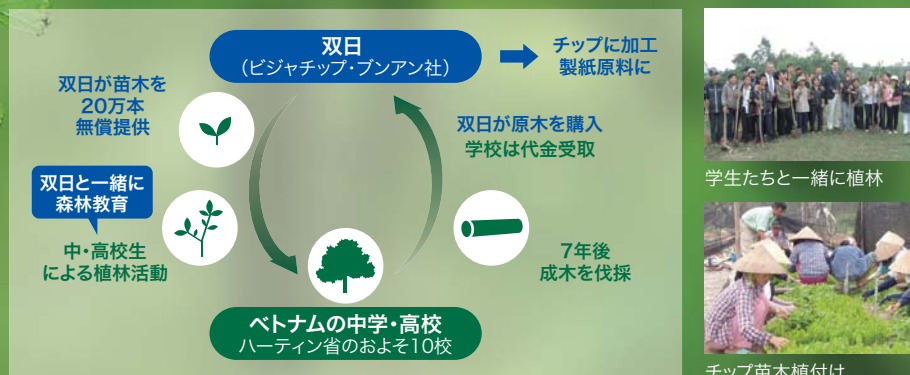 双日
（ビジャチップ・ブンアン社）
チップに加工
製紙原料に
双日が苗木を
20万本
無償提供
双日が原木を購入
学校は代金受取
双日と一緒に
森林教育
中・高校生
による植林活動
7年後
成木を伐採
ベトナムの中学・高校
ハーティン省のおよそ10校
学生たちと一緒に植林
チップ苗木植付け